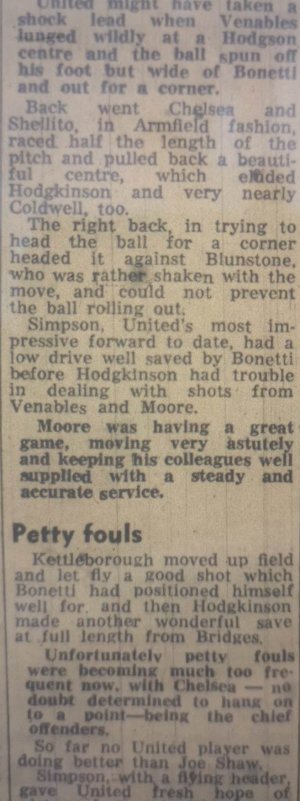 United might have taken a
shock lead when Venables
lunged wildly at a Hodgson
centre and the ball spun off
his foot but wide of Bonetti
and out for a corner.
Back went Chelsea and
Shellito, in Armfield fashion,
raced half the length of the
pitch and pulled back a beauti-
ful centre, which eluded
Hodgkinson and very nearly
Coldwell, too.
The right back, in trying to
head the ball for a corner
headed it against Blunstone,
who was rather shaken with the
move, and could not prevent
the ball rolling out.
Simpson, United's most im-
pressive forward to date, had a
low drive well saved by Bonetti
before Hodgkinson had trouble
in dealing with shots from
Venables and Moore.
Moore was having a great
game, moving very astutely
and keeping his colleagues well
supplied with a steady and
accurate service.
Petty fouls
Kettleborough moved up field
and let fly a good shot which
Bonetti had positioned himself
well for, and then Hodgkinson
made another wonderful save
at full length from Bridges.
Unfortunately petty fouls
were becoming much too fre-
quent now, with Chelsea — no
doubt determined to hang on
to a point—being the chief
offenders.
So far no United player was
doing better than Joe Shaw.
Simpson, with a flying header,
gave United fresh hope of